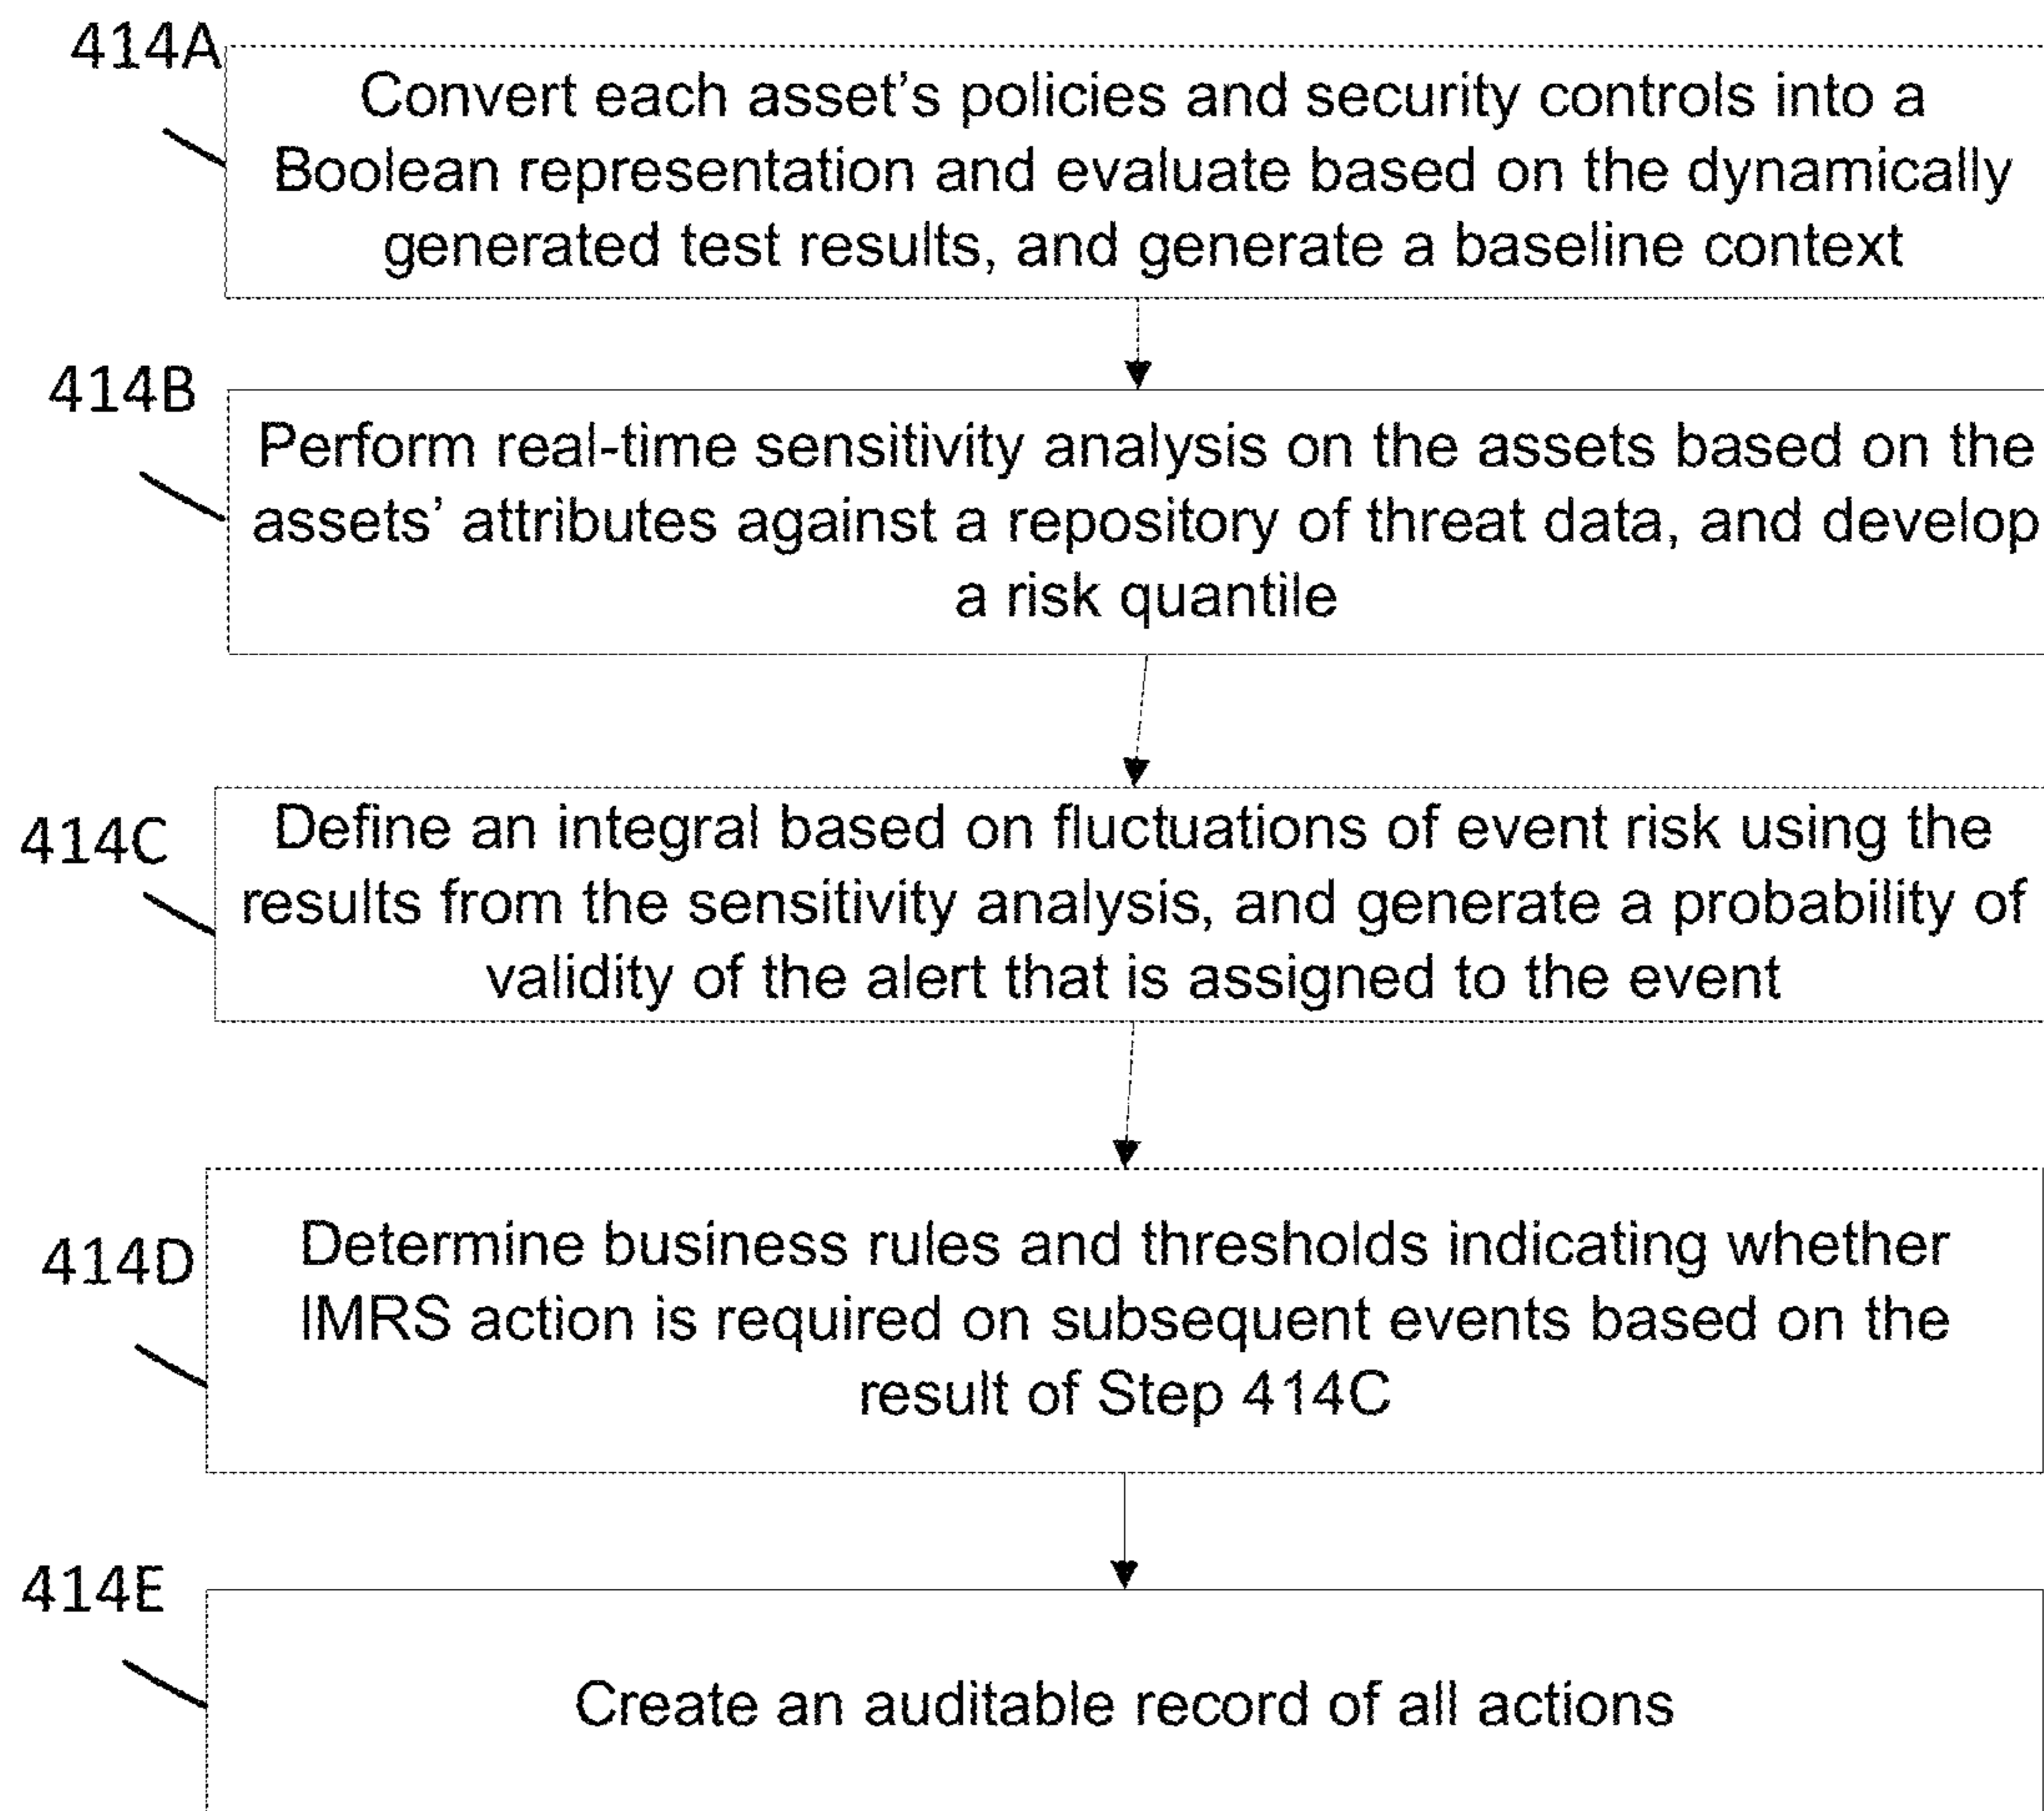 414A
Convert each asset's policies and security controls into a
Boolean representation and evaluate based on the dynamically
generated test results, and generate a baseline context
414B
Perform real-time sensitivity analysis on the assets based on the
assets' attributes against a repository of threat data, and develop
a risk quantile
414C
Define an integral based on fluctuations of event risk using the
results from the sensitivity analysis, and generate a probability of
validity of the alert that is assigned to the event
414D
Determine business rules and thresholds indicating whether
IMRS action is required on subsequent events based on the
result of Step 414C
414E
Create an auditable record of all actions